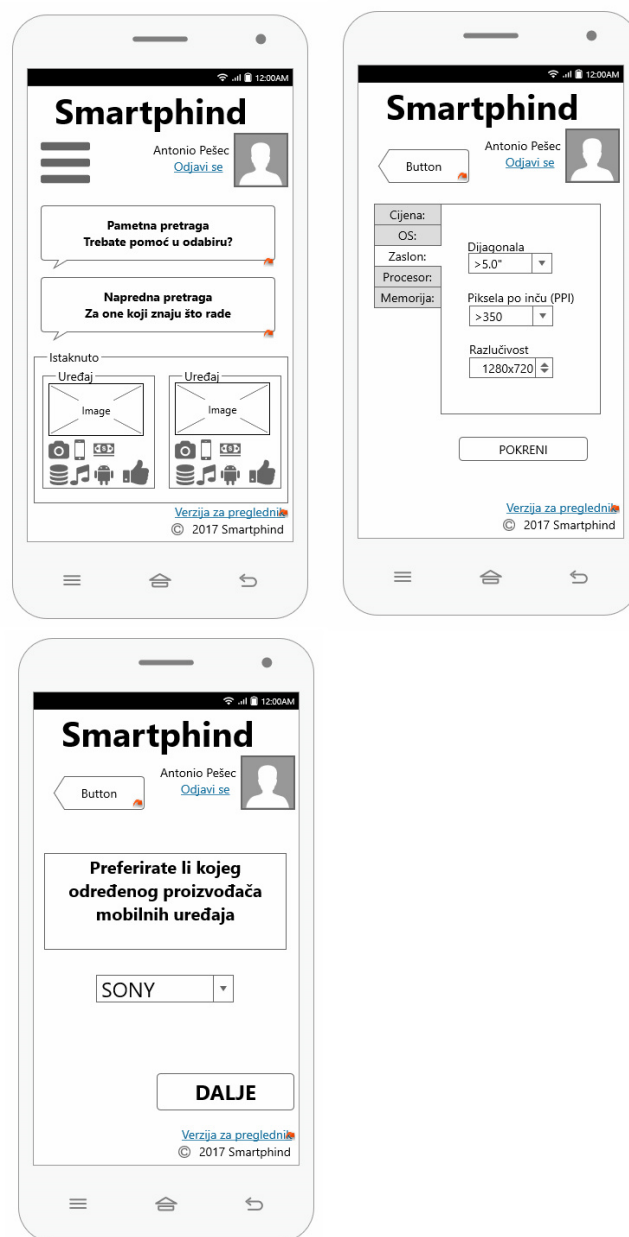 12:00AM
Smartphind
Antonio Pešec
Odjavi se
Pametna pretraga
Trebate pomoć u odabiru?
Napredna pretraga
Za one koji znaju što rade
Istaknuto
Uređaj
Image
Uređaj
Image
Verzija za preglednik
© 2017 Smartphind
12:00AM
Smartphind
Antonio Pešec
Odjavi se
Button
Cijena:
OS:
Zaslon:
Procesor:
Memorija:
Dijagonala
>5.0"
Piksela po inču (PPI)
>350
Razlučivost
1280x720
POKRENI
Verzija za preglednik
© 2017 Smartphind
12:00AM
Smartphind
Antonio Pešec
Odjavi se
Button
Preferirate li kojeg
određenog proizvođača
mobilnih uređaja
SONY
DALJE
Verzija za preglednik
© 2017 Smartphind